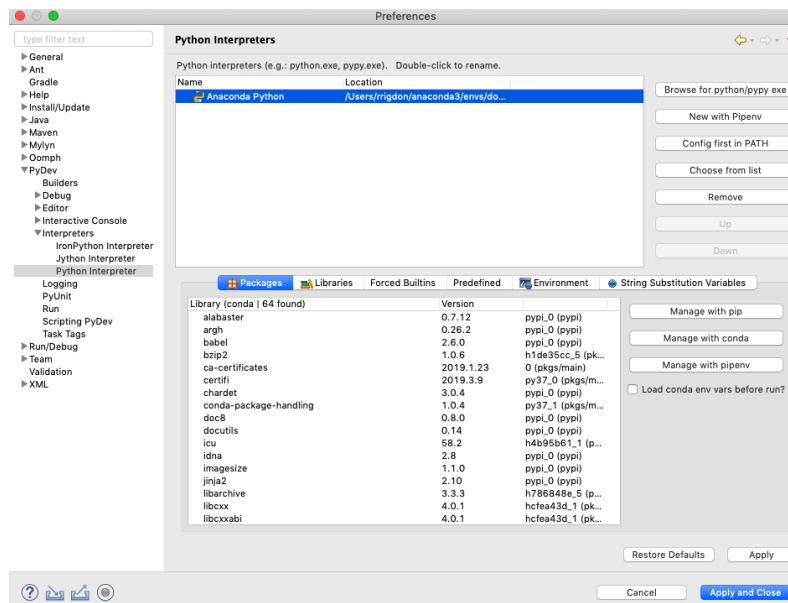 Preferences
type filter text
General
Ant
Gradle
Help
Install/Update
Java
Maven
Mylyn
Oomph
PyDev
Builders
Debug
Editor
Interactive Console
Interpreters
IronPython Interpreter
Jython Interpreter
Python Interpreter
Logging
PyUnit
Run
Scripting PyDev
Task Tags
Run/Debug
Team
Validation
XML
Python Interpreters
Python interpreters (e.g.: python.exe, pypy.exe).   Double-click to rename.
Name Location
Anaconda Python /Users/rrigdon/anaconda3/envs/do...
Browse for python/pypy exe
New with Pipenv
Config first in PATH
Choose from list
Remove
Up
Down
Packages Libraries Forced Builtins Predefined Environment String Substitution Variables
Library (conda | 64 found) Version
alabaster 0.7.12 pypi_0 (pypi)
argh 0.26.2 pypi_0 (pypi)
babel 2.6.0 pypi_0 (pypi)
bzip2 1.0.6 h1de35cc_5 (pk...
ca-certificates 2019.1.23 0 (pkgs/main)
certifi 2019.3.9 py37_0 (pkgs/m...
chardet 3.0.4 pypi_0 (pypi)
conda-package-handling 1.0.4 py37_1 (pkgs/m...
doc8 0.8.0 pypi_0 (pypi)
docutils 0.14 pypi_0 (pypi)
icu 58.2 h4b95b61_1 (p...
idna 2.8 pypi_0 (pypi)
imagesize 1.1.0 pypi_0 (pypi)
jinja2 2.10 pypi_0 (pypi)
libarchive 3.3.3 h786848e_5 (p...
libcxx 4.0.1 hcfea43d_1 (pk...
libcxxabi 4.0.1 hcfea43d_1 (pk...
Manage with pip
Manage with conda
Manage with pipenv
Load conda env vars before run?
Restore Defaults Apply
Cancel Apply and Close